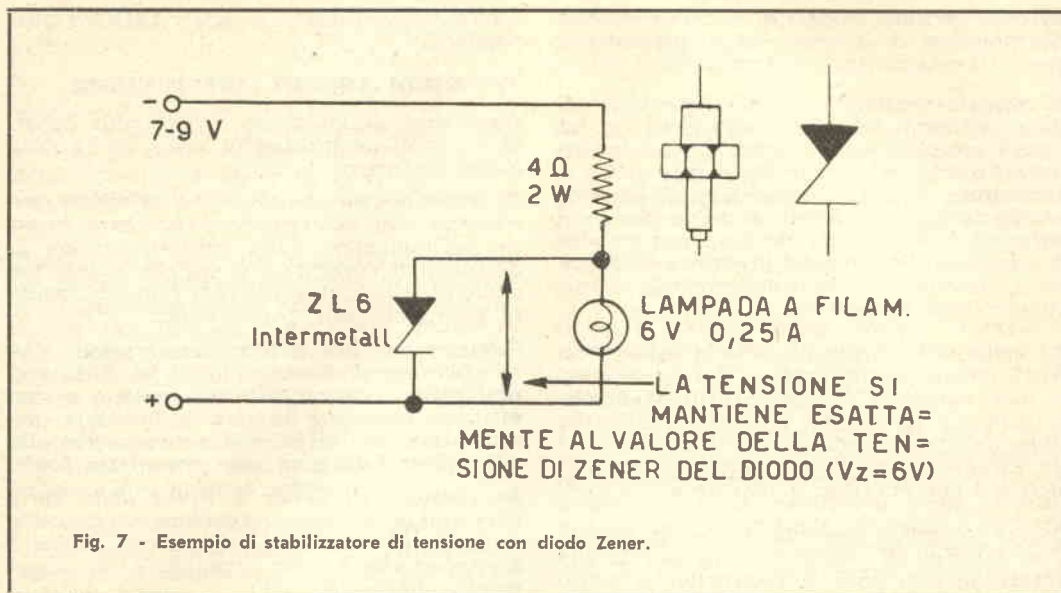 - 
7-9 V
4 Ω
2 W
ZL6
Intermetall
LAMPADA A FILAM.
6 V 0,25 A
+
LA TENSIONE SI
MANTIENE ESATTA=
MENTE AL VALORE DELLA TEN=
SIONE DI ZENER DEL DIODO (Vz=6V)
Fig. 7 - Esempio di stabilizzatore di tensione con diodo Zener.